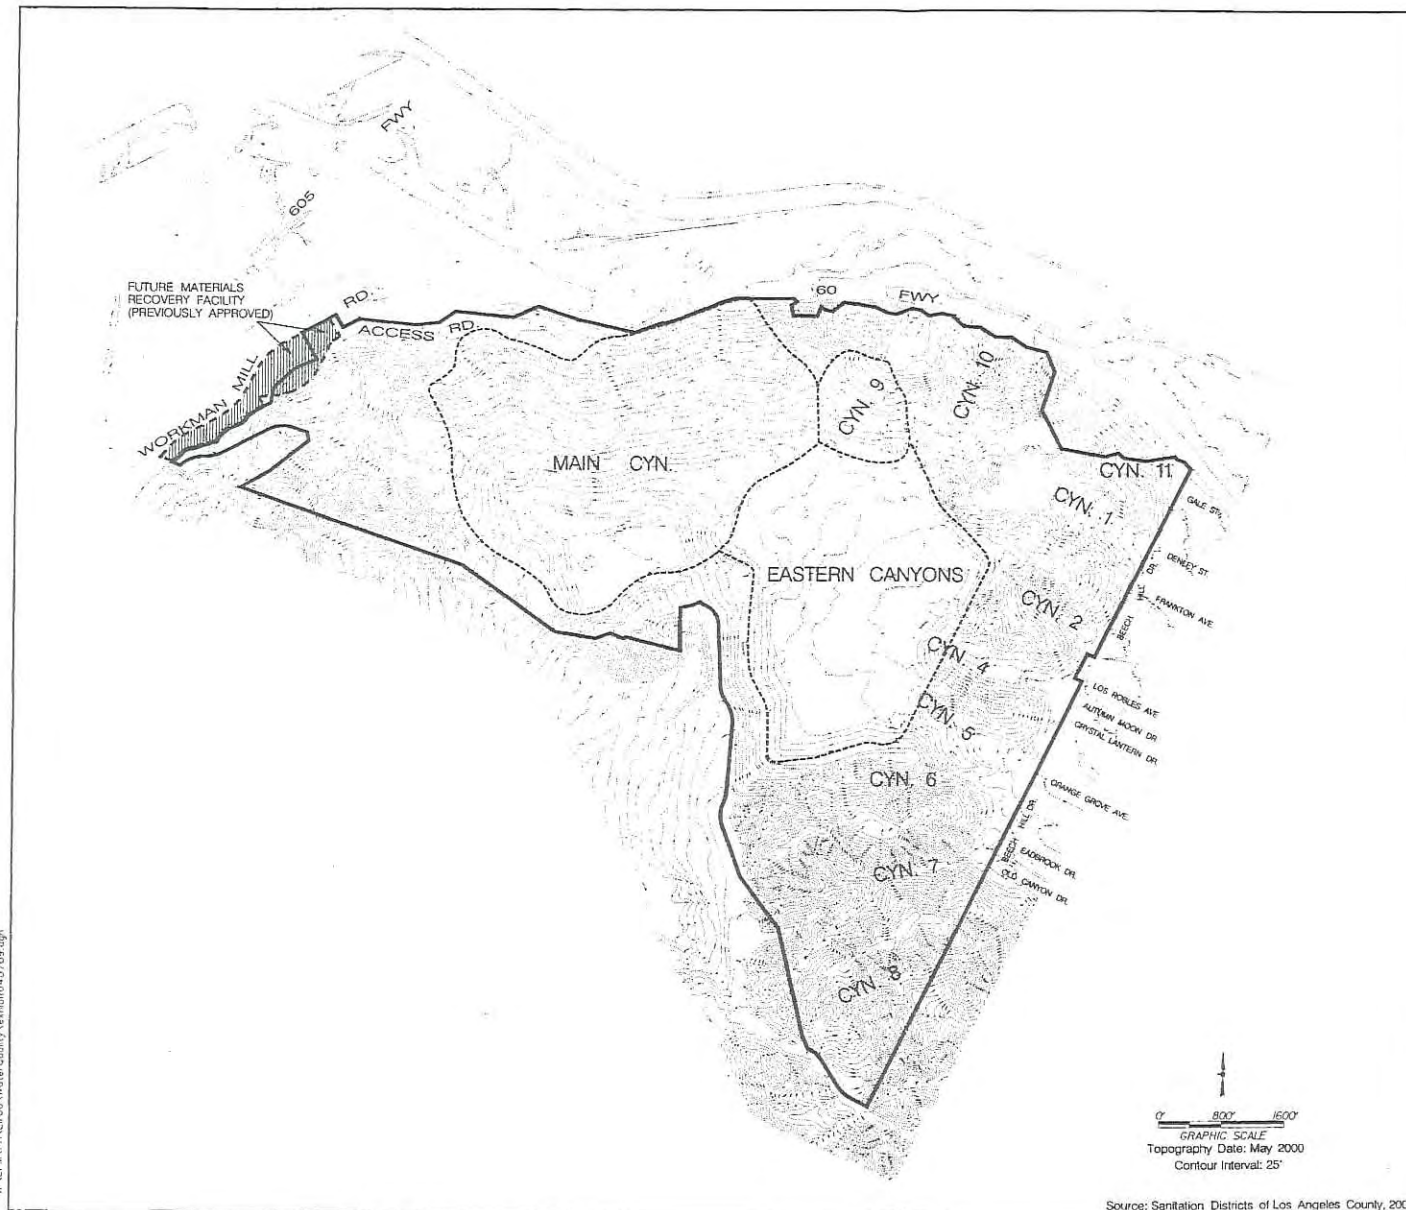 FWY
605
FUTURE MATERIALS
RECOVERY FACILITY
(PREVIOUSLY APPROVED)
WORKMAN MILL RD.
ACCESS RD.
60 FWY
CYN. 9
CYN. 10
MAIN CYN.
CYN. 11
CYN. 1
GALE ST.
EASTERN CANYONS
DENLEY ST.
CYN. 2
FRANKTON AVE.
BEECH HILL DR.
CYN. 4
LOS ROBLES AVE.
CYN. 5
AUTUMN MOON DR.
CRYSTAL LANTERN DR.
CYN. 6
ORANGE GROVE AVE.
BEECH HILL DR.
CYN. 7
EADBROOK DR.
OLD CANYON DR.
CYN. 8
0' 800' 1600'
GRAPHIC SCALE
Topography Date: May 2000
Contour Interval: 25'
Source: Sanitation Districts of Los Angeles County, 200